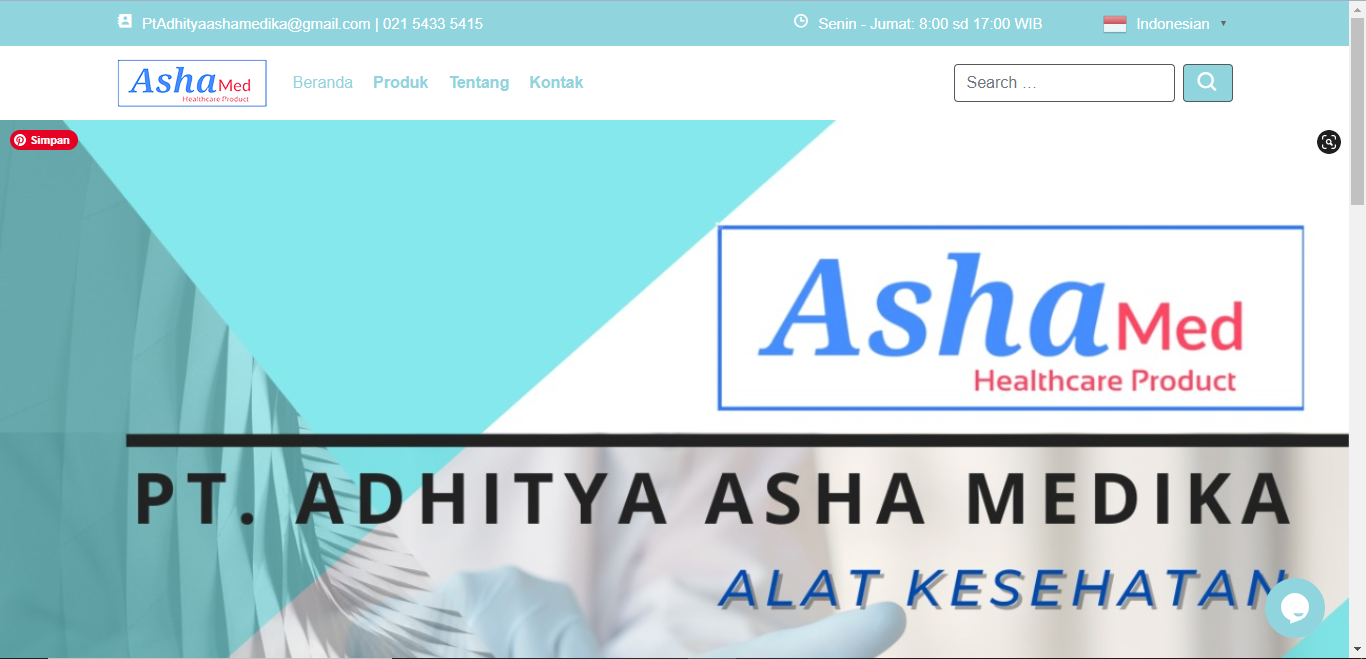 PtAdhityaashamedika@gmail.com | 021 5433 5415
Senin - Jumat: 8:00 sd 17:00 WIB
Indonesian
Asha Med
Healthcare Product
Beranda
Produk
Tentang
Kontak
Search …
Simpan
Asha Med
Healthcare Product
PT. ADHITYA ASHA MEDIKA
ALAT KESEHATAN